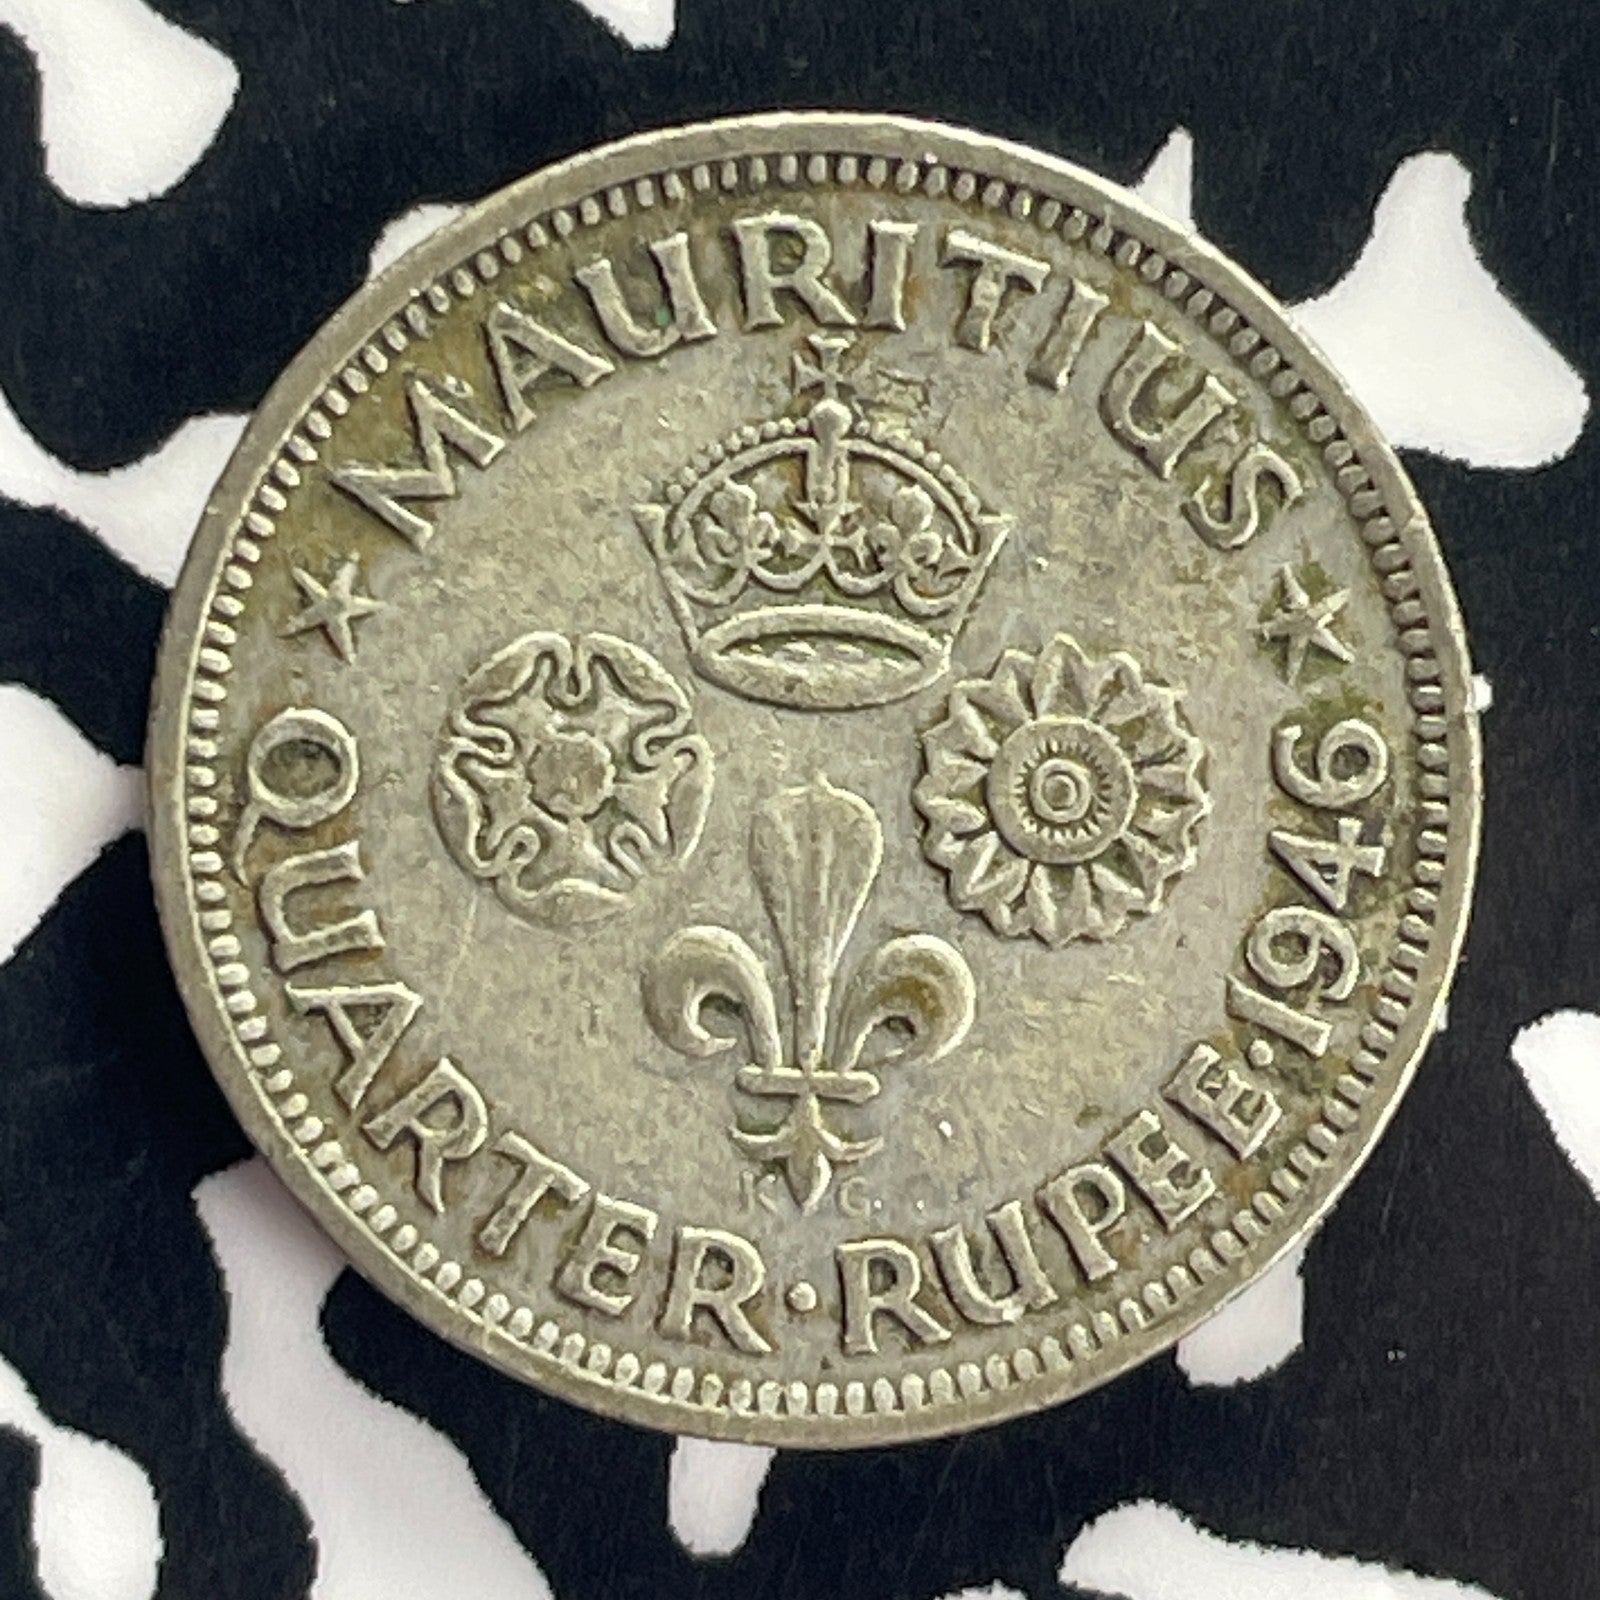 ★ MAURITIUS ★
QUARTER · RUPEE · 1946
K G